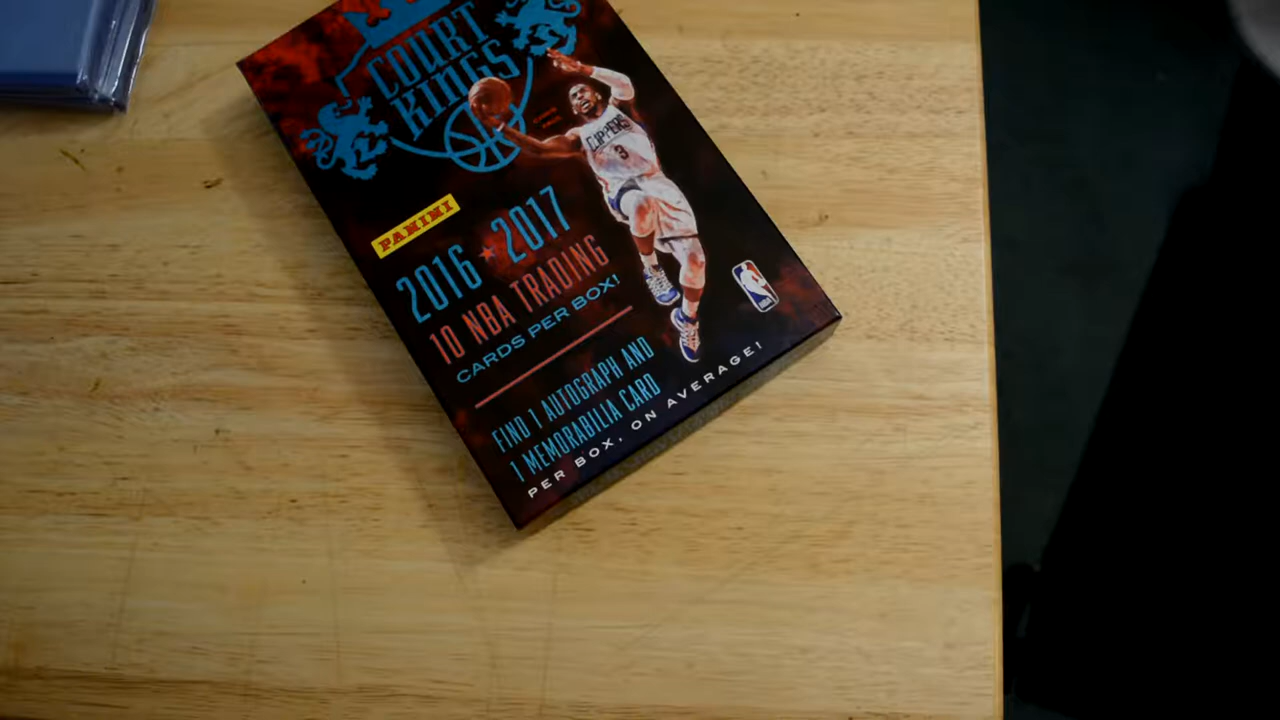 COURT
KINGS
CLIPPERS
3
PANINI
2016 ★ 2017
10 NBA TRADING
CARDS PER BOX!
FIND 1 AUTOGRAPH AND
1 MEMORABILIA CARD
PER BOX, ON AVERAGE!
NBA